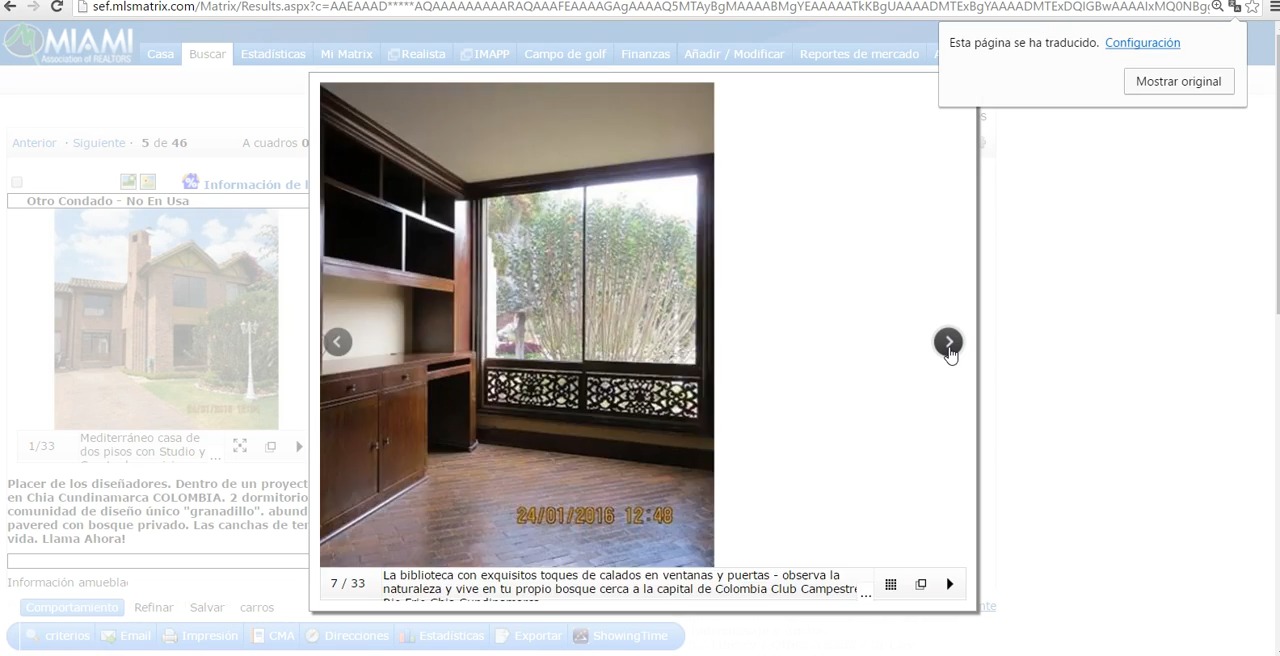 sef.mlsmatrix.com/Matrix/Results.aspx?c=AAEAAAD*****AQAAAAAAAAARAQAAAFEAAAAGAgAAAAQ5MTAyBgMAAAABMgYEAAAAATkKBgUAAAADMTExBgYAAAADMTExDQIGBwAAAAIxMQ0NBg
Esta página se ha traducido. Configuración
Mostrar original
MIAMI
Association of REALTORS
Casa Buscar Estadísticas Mi Matrix Realista IMAPP Campo de golf Finanzas Añadir / Modificar Reportes de mercado
Anterior · Siguiente · 5 de 46 A cuadros
Información de
Otro Condado - No En Usa
24/01/2016
1/33 Mediterráneo casa de
dos pisos con Studio y
...
Placer de los diseñadores. Dentro de un proyect
en Chia Cundinamarca COLOMBIA. 2 dormitorio
comunidad de diseño único "granadillo". abund
pavered con bosque privado. Las canchas de ter
vida. Llama Ahora!
24/01/2016 12:48
7 / 33 La biblioteca con exquisitos toques de calados en ventanas y puertas - observa la
naturaleza y vive en tu propio bosque cerca a la capital de Colombia Club Campestre
...
Información
Comportamiento Refinar Salvar carros
criterios Email Impresión CMA Direcciones Estadísticas Exportar ShowingTime